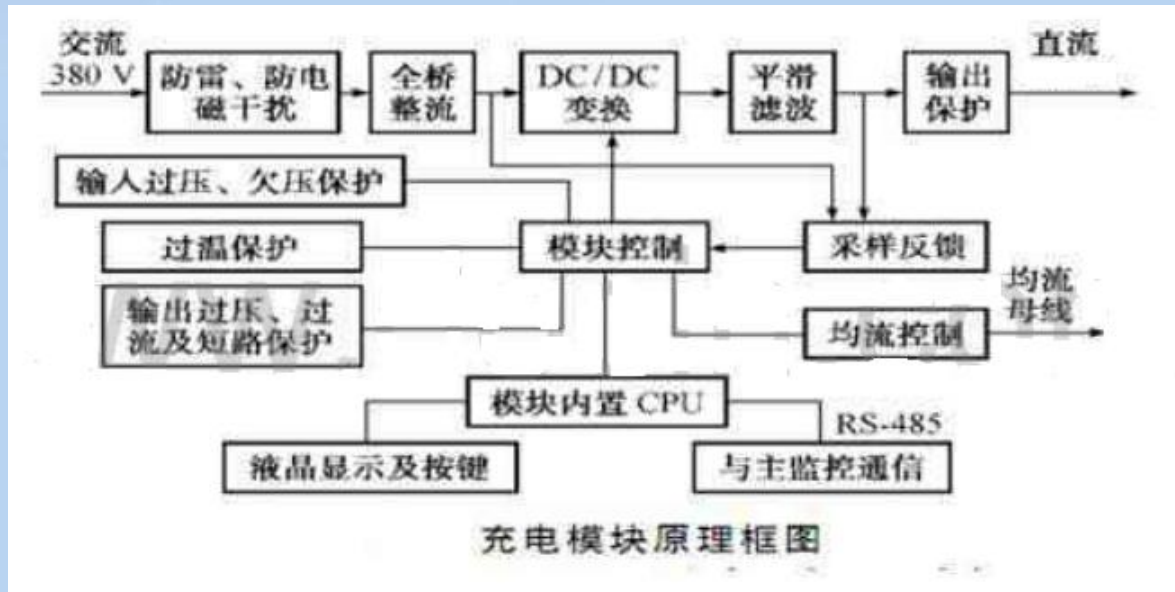 交流
380 V
防雷、防电
磁干扰
全桥
整流
DC/DC
变换
平滑
滤波
输出
保护
直流
输入过压、欠压保护
过温保护
模块控制
采样反馈
输出过压、过
流及短路保护
均流控制
均流
母线
模块内置 CPU
RS-485
液晶显示及按键
与主监控通信
充电模块原理框图